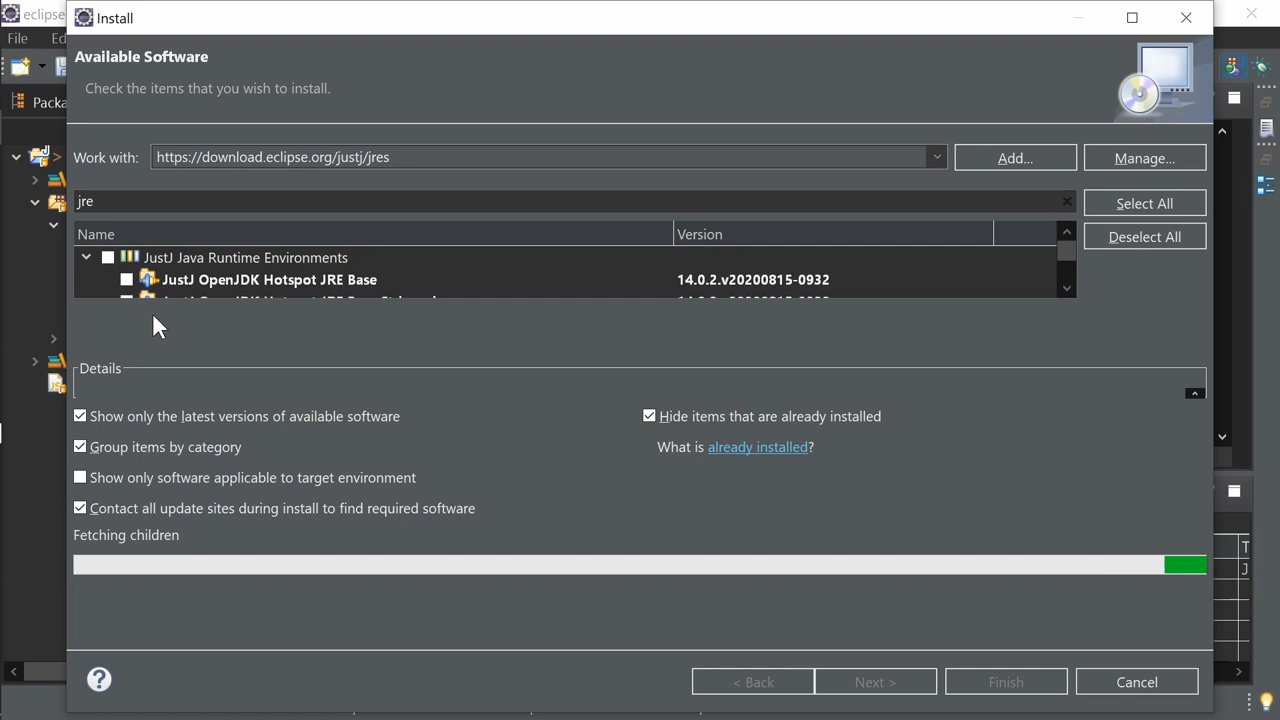 eclipse
Install
File
Ed
Available Software
Check the items that you wish to install.
Packa
Work with:
https://download.eclipse.org/justj/jres
Add...
Manage...
jre
Select All
Name
Version
Deselect All
JustJ Java Runtime Environments
JustJ OpenJDK Hotspot JRE Base
14.0.2.v20200815-0932
Details
Show only the latest versions of available software
Hide items that are already installed
Group items by category
What is already installed?
Show only software applicable to target environment
Contact all update sites during install to find required software
Fetching children
T
J
< Back
Next >
Finish
Cancel